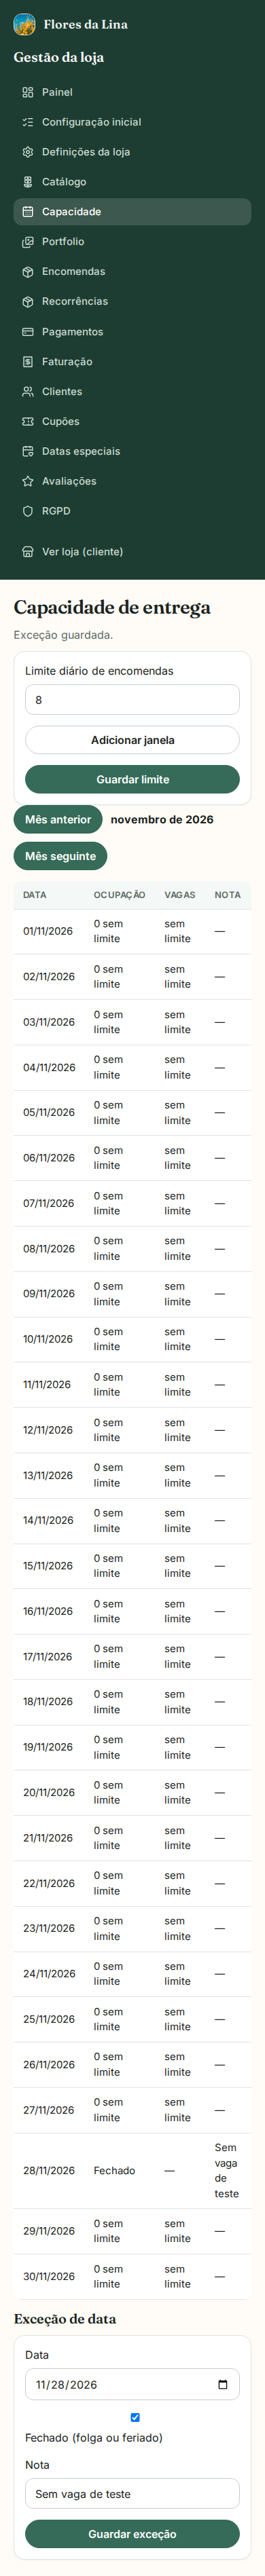 Flores da Lina
Gestão da loja
Painel
Configuração inicial
Definições da loja
Catálogo
Capacidade
Portfolio
Encomendas
Recorrências
Pagamentos
Faturação
Clientes
Cupões
Datas especiais
Avaliações
RGPD
Ver loja (cliente)
Capacidade de entrega
Exceção guardada.
Limite diário de encomendas
8
Adicionar janela
Guardar limite
Mês anterior novembro de 2026
Mês seguinte
DATA OCUPAÇÃO VAGAS NOTA
01/11/2026 0 sem limite sem limite —
02/11/2026 0 sem limite sem limite —
03/11/2026 0 sem limite sem limite —
04/11/2026 0 sem limite sem limite —
05/11/2026 0 sem limite sem limite —
06/11/2026 0 sem limite sem limite —
07/11/2026 0 sem limite sem limite —
08/11/2026 0 sem limite sem limite —
09/11/2026 0 sem limite sem limite —
10/11/2026 0 sem limite sem limite —
11/11/2026 0 sem limite sem limite —
12/11/2026 0 sem limite sem limite —
13/11/2026 0 sem limite sem limite —
14/11/2026 0 sem limite sem limite —
15/11/2026 0 sem limite sem limite —
16/11/2026 0 sem limite sem limite —
17/11/2026 0 sem limite sem limite —
18/11/2026 0 sem limite sem limite —
19/11/2026 0 sem limite sem limite —
20/11/2026 0 sem limite sem limite —
21/11/2026 0 sem limite sem limite —
22/11/2026 0 sem limite sem limite —
23/11/2026 0 sem limite sem limite —
24/11/2026 0 sem limite sem limite —
25/11/2026 0 sem limite sem limite —
26/11/2026 0 sem limite sem limite —
27/11/2026 0 sem limite sem limite —
28/11/2026 Fechado — Sem vaga de teste
29/11/2026 0 sem limite sem limite —
30/11/2026 0 sem limite sem limite —
Exceção de data
Data
11/28/2026
Fechado (folga ou feriado)
Nota
Sem vaga de teste
Guardar exceção